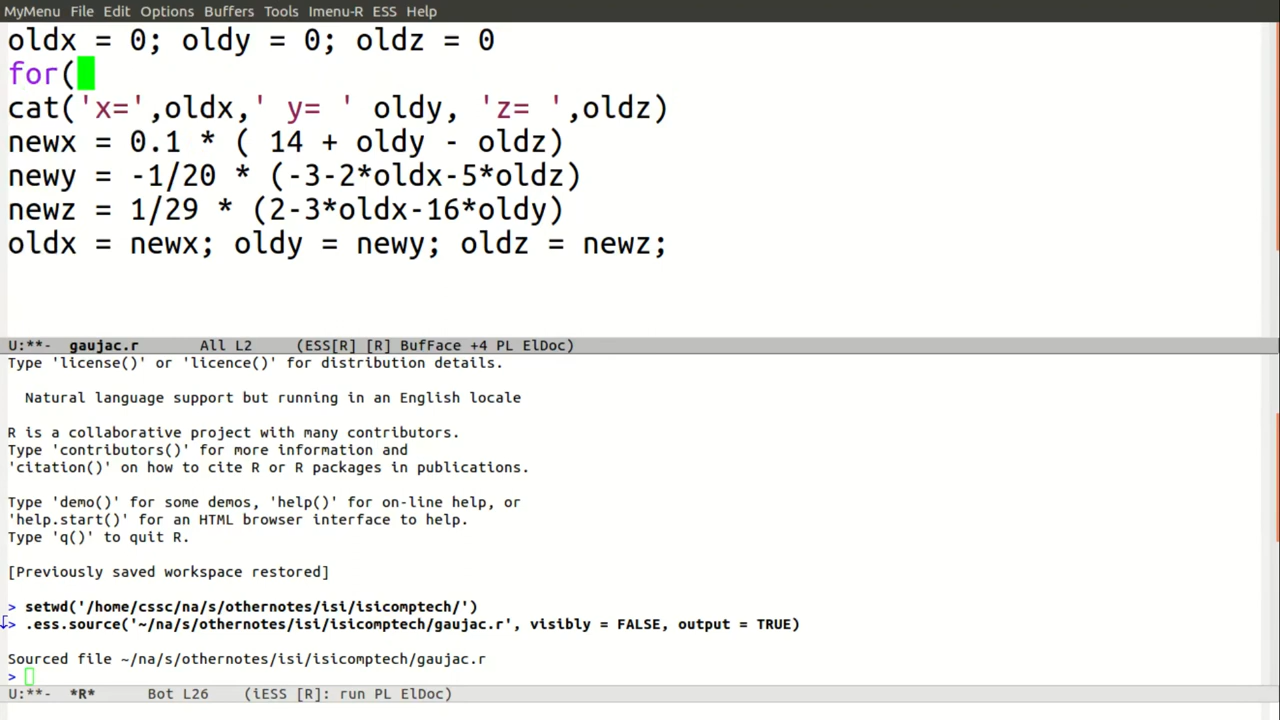 MyMenu File Edit Options Buffers Tools Imenu-R ESS Help
oldx = 0; oldy = 0; oldz = 0
for(
cat('x=',oldx,' y= ' oldy, 'z= ',oldz)
newx = 0.1 * ( 14 + oldy - oldz)
newy = -1/20 * (-3-2*oldx-5*oldz)
newz = 1/29 * (2-3*oldx-16*oldy)
oldx = newx; oldy = newy; oldz = newz;
U:**-  gaujac.r       All L2     (ESS[R] [R] BufFace +4 PL ElDoc)
Type 'license()' or 'licence()' for distribution details.
Natural language support but running in an English locale
R is a collaborative project with many contributors.
Type 'contributors()' for more information and
'citation()' on how to cite R or R packages in publications.
Type 'demo()' for some demos, 'help()' for on-line help, or
'help.start()' for an HTML browser interface to help.
Type 'q()' to quit R.
[Previously saved workspace restored]
> setwd('/home/cssc/na/s/othernotes/isi/isicomptech/')
> .ess.source('~/na/s/othernotes/isi/isicomptech/gaujac.r', visibly = FALSE, output = TRUE)
Sourced file ~/na/s/othernotes/isi/isicomptech/gaujac.r
>
U:**-  *R*      Bot L26    (iESS [R]: run PL ElDoc)